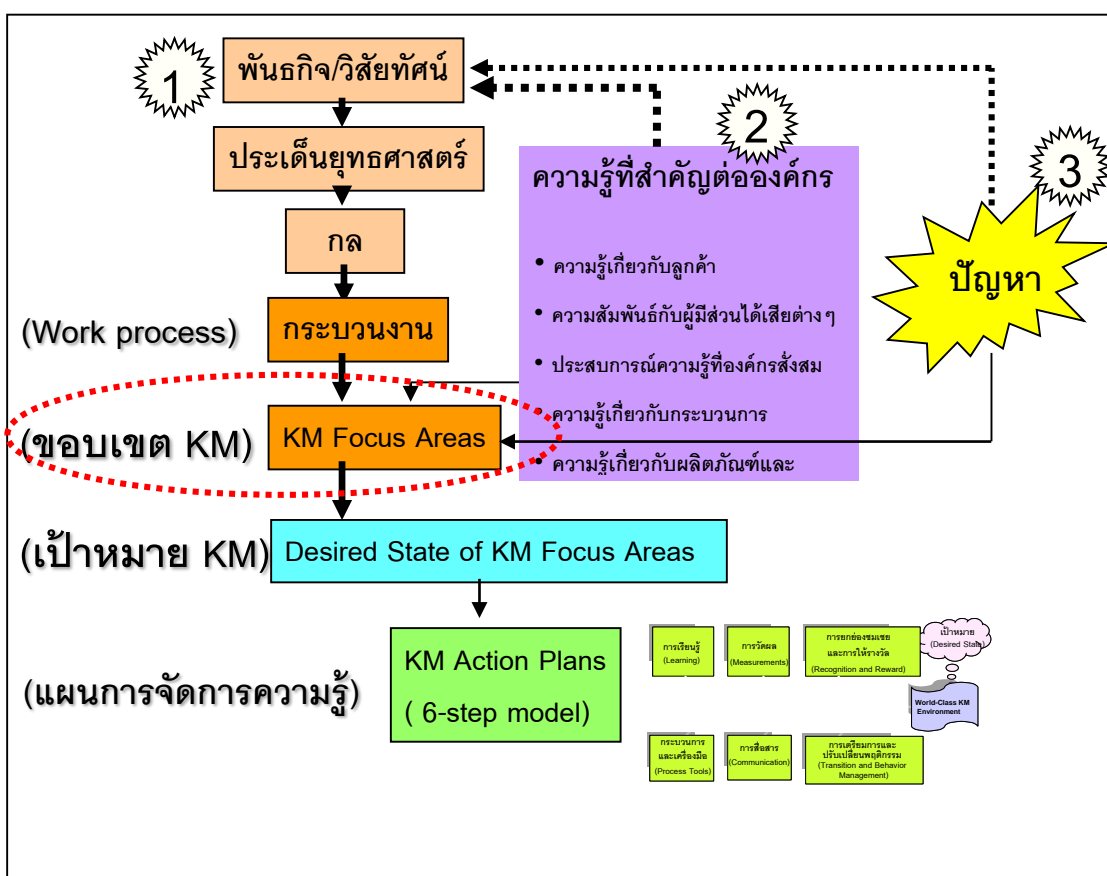 1
พันธกิจ/วิสัยทัศน์
ประเด็นยุทธศาสตร์
กล
(Work process)
กระบวนงาน
(ขอบเขต KM)
KM Focus Areas
2
ความรู้ที่สำคัญต่อองค์กร
• ความรู้เกี่ยวกับลูกค้า
• ความสัมพันธ์กับผู้มีส่วนได้เสียต่าง ๆ
• ประสบการณ์ความรู้ที่องค์กรสั่งสม
• ความรู้เกี่ยวกับกระบวนการ
• ความรู้เกี่ยวกับผลิตภัณฑ์และ
3
ปัญหา
(เป้าหมาย KM)
Desired State of KM Focus Areas
(แผนการจัดการความรู้)
KM Action Plans
( 6-step model)
การเรียนรู้
(Learning)
การวัดผล
(Measurements)
การยกย่องชมเชย
และการให้รางวัล
(Recognition and Reward)
เป้าหมาย
(Desired State)
World-Class KM
Environment
กระบวนการ
และเครื่องมือ
(Process Tools)
การสื่อสาร
(Communication)
การเตรียมการและ
ปรับเปลี่ยนพฤติกรรม
(Transition and Behavior
Management)